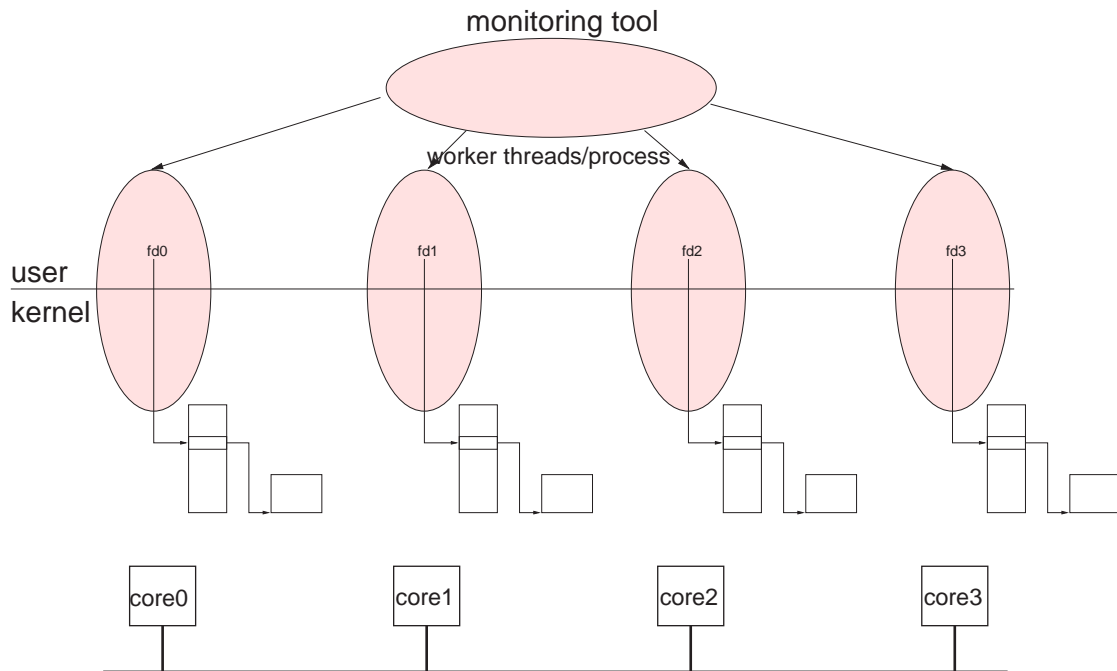 monitoring tool
worker threads/process
fd0
fd1
fd2
fd3
user
kernel
core0
core1
core2
core3